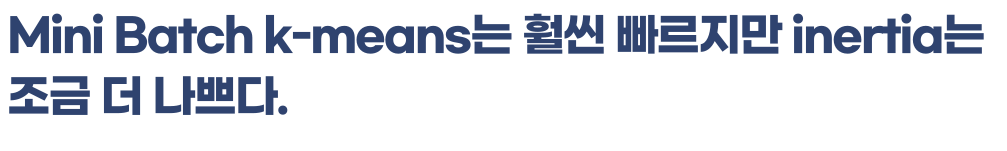 Mini Batch k-means는 훨씬 빠르지만 inertia는
조금 더 나쁘다.